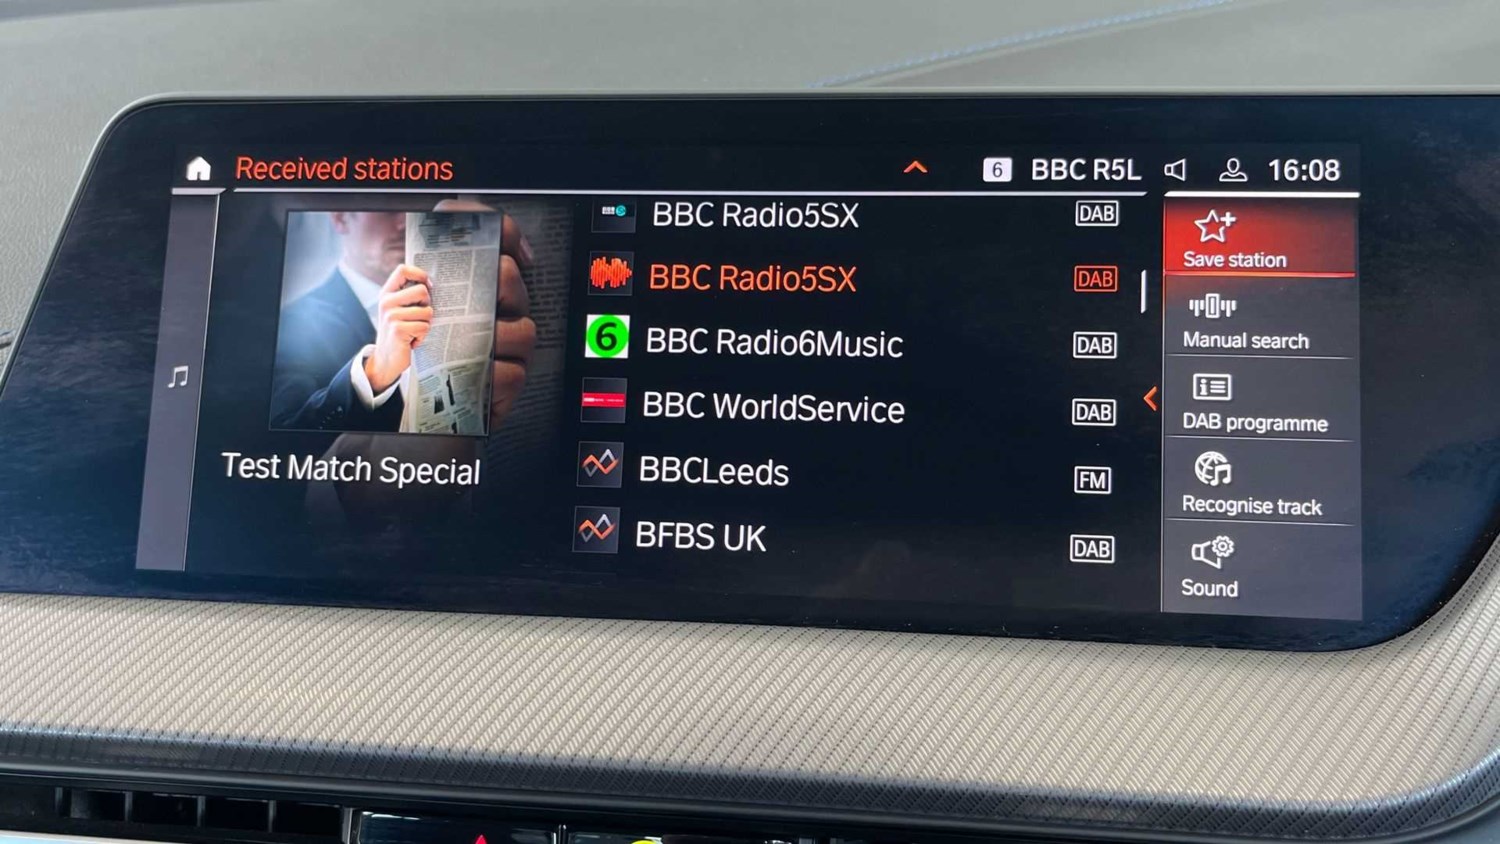 Received stations
6 BBC R5L 16:08
BBC Radio5SX DAB
BBC Radio5SX DAB
6 BBC Radio6Music DAB
BBC WorldService DAB
BBCLeeds FM
BFBS UK DAB
Test Match Special
Save station
Manual search
DAB programme
Recognise track
Sound